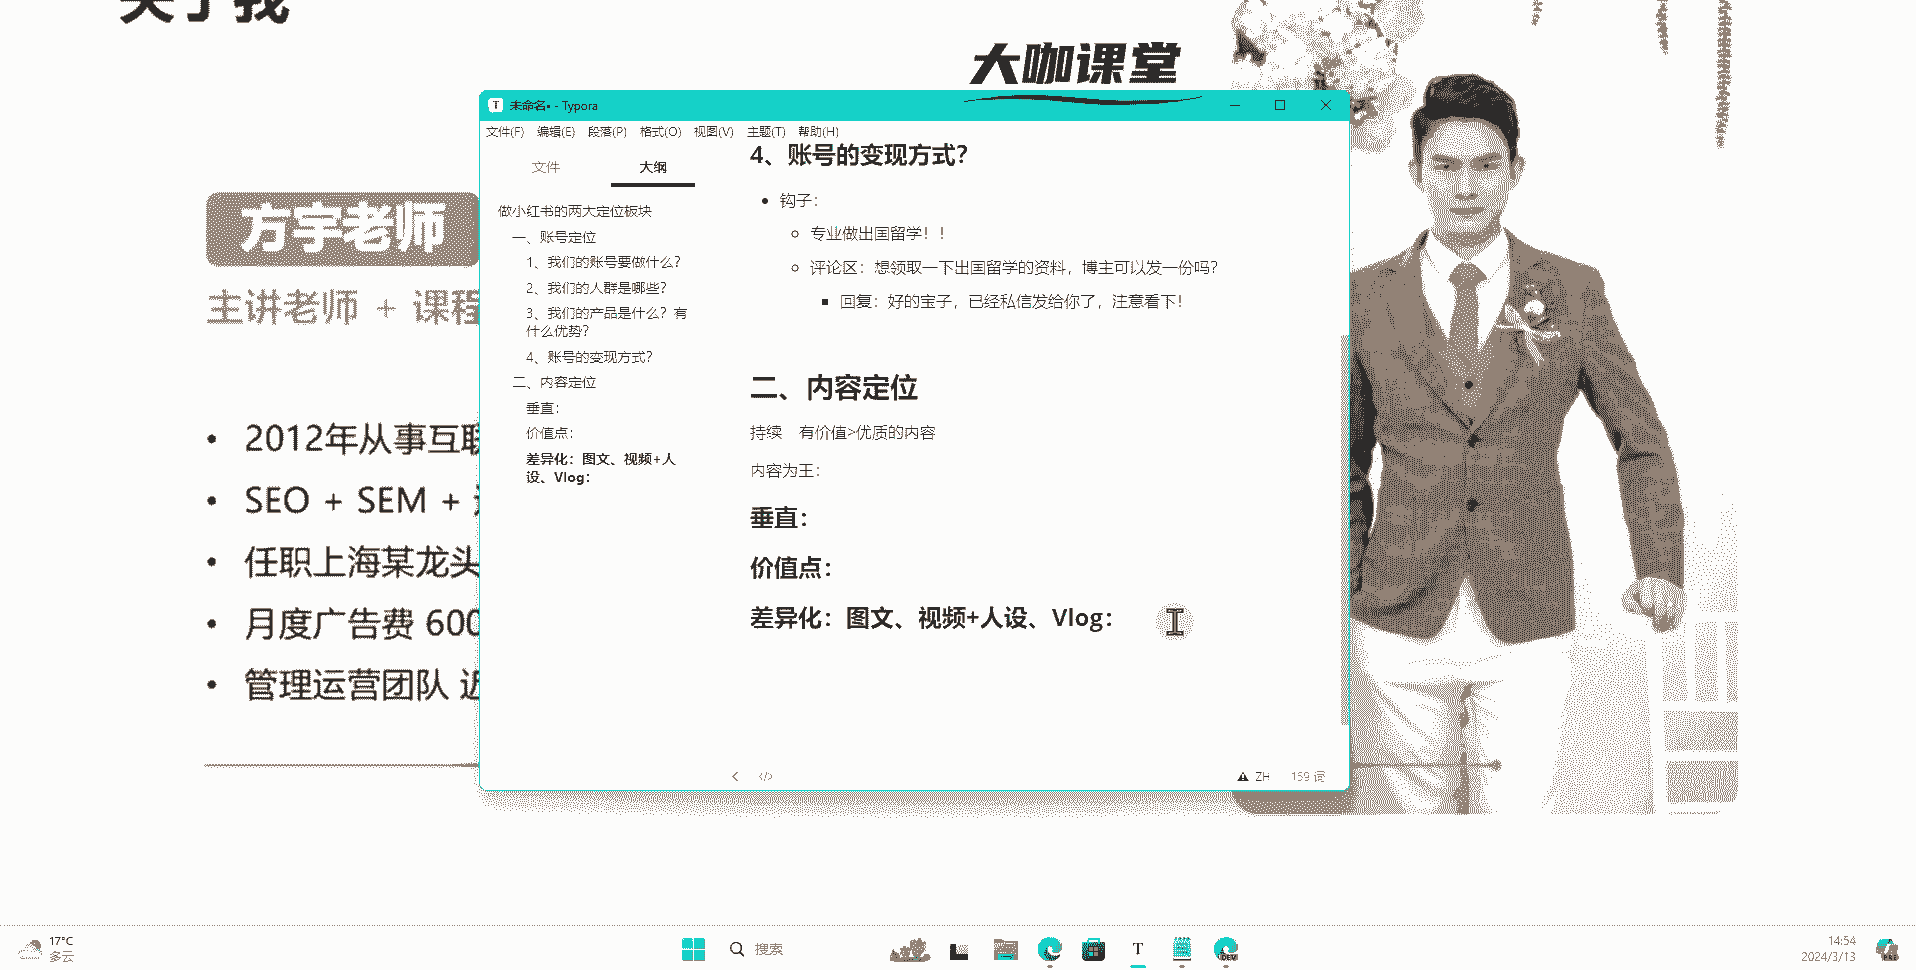 关于我
大咖课堂
方宇老师
主讲老师 + 课程
2012年从事互联
SEO + SEM +
任职上海某龙头
月度广告费 600
管理运营团队 近
未命名• - Typora
文件(F) 编辑(E) 段落(P) 格式(O) 视图(V) 主题(T) 帮助(H)
文件 大纲
做小红书的两大定位板块
一、账号定位
1、我们的账号要做什么？
2、我们的人群是哪些？
3、我们的产品是什么？有
什么优势？
4、账号的变现方式？
二、内容定位
垂直：
价值点：
差异化：图文、视频+人
设、Vlog：
4、账号的变现方式？
钩子：
专业做出国留学！！
评论区：想领取一下出国留学的资料，博主可以发一份吗？
回复：好的宝子，已经私信发给你了，注意看下！
二、内容定位
持续 有价值>优质的内容
内容为王：
垂直：
价值点：
差异化：图文、视频+人设、Vlog：
ZH 159 词
17°C
多云
搜索
14:54
2024/3/13